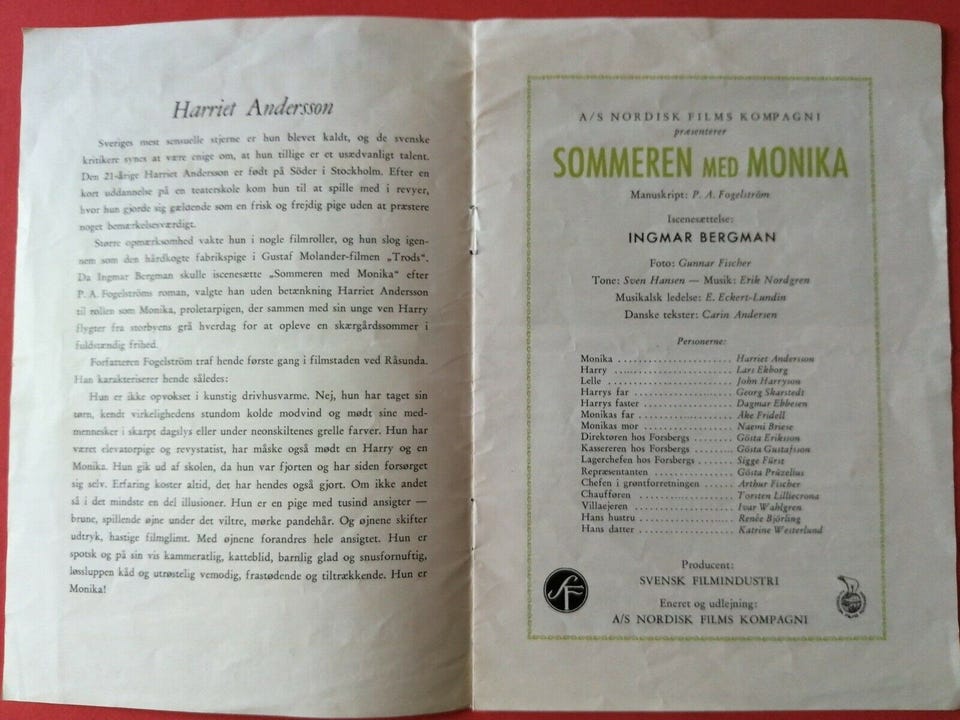 Harriet Andersson
Sveriges mest sensuelle stjerne er hun blevet kaldt, og de svenske
kritikere synes at være enige om, at hun tillige er et usædvanligt talent.
Den 21-årige Harriet Andersson er født på Söder i Stockholm. Efter en
kort uddannelse på en teaterskole kom hun til at spille med i revyer,
hvor hun gjorde sig gældende som en frisk og frejdig pige uden at præstere
noget bemærkelsesværdigt.
Større opmærksomhed vakte hun i nogle filmroller, og hun slog igen-
nem som den hårdkogte fabrikspige i Gustaf Molander-filmen „Trods“.
Da Ingmar Bergman skulle iscenesætte „Sommeren med Monika“ efter
P. A. Fogelströms roman, valgte han uden betænkning Harriet Andersson
til rollen som Monika, proletarpigen, der sammen med sin unge ven Harry
flygter fra storbyens grå hverdag for at opleve en skærgårdssommer i
fuldstændig frihed.
Forfatteren Fogelström traf hende første gang i filmstaden ved Råsunda.
Han karakteriserer hende således:
Hun er ikke opvokset i kunstig drivhusvarme. Nej, hun har taget sin
tørn, kendt virkelighedens stundom kolde modvind og mødt sine med-
mennesker i skarpt dagslys eller under neonskiltenes grelle farver. Hun har
været elevatorpige og revystatist, har måske også mødt en Harry og en
Monika. Hun gik ud af skolen, da hun var fjorten og har siden forsørget
sig selv. Erfaring koster altid, det har hendes også gjort. Om ikke andet
så i det mindste en del illusioner. Hun er en pige med tusind ansigter —
brune, spillende øjne under det viltre, mørke pandehår. Og øjnene skifter
udtryk, hastige filmglimt. Med øjnene forandres hele ansigtet. Hun er
spotsk og på sin vis kammeratlig, katteblid, barnlig glad og snusfornuftig,
løssluppen kåd og utrøstelig vemodig, frastødende og tiltrækkende. Hun er
Monika!
A/S NORDISK FILMS KOMPAGNI
præsenterer
SOMMEREN MED MONIKA
Manuskript: P. A. Fogelström
Iscenesættelse:
INGMAR BERGMAN
Foto: Gunnar Fischer
Tone: Sven Hansen — Musik: Erik Nordgren
Musikalsk ledelse: E. Eckert-Lundin
Danske tekster: Carin Andersen
Personerne:
Monika ........................ Harriet Andersson
Harry ........................ Lars Ekborg
Lelle ........................ John Harryson
Harrys far .................. Georg Skarstedt
Harrys faster ................ Dagmar Ebbesen
Monikas far .................. Åke Fridell
Monikas mor ................. Naemi Briese
Direktøren hos Forsbergs ........ Gösta Eriksson
Kassereren hos Forsbergs ........ Gösta Gustafsson
Lagerchefen hos Forsbergs ....... Sigge Fürst
Repræsentanten .............. Gösta Prüzelius
Chefen i grøntforretningen ..... Arthur Fischer
Chaufføren .................. Torsten Lilliecrona
Villaejeren .................. Ivar Wahlgren
Hans hustru .................. Renée Björling
Hans datter .................. Katrine Westerlund
Producent:
SVENSK FILMINDUSTRI
SF
Eneret og udlejning:
A/S NORDISK FILMS KOMPAGNI